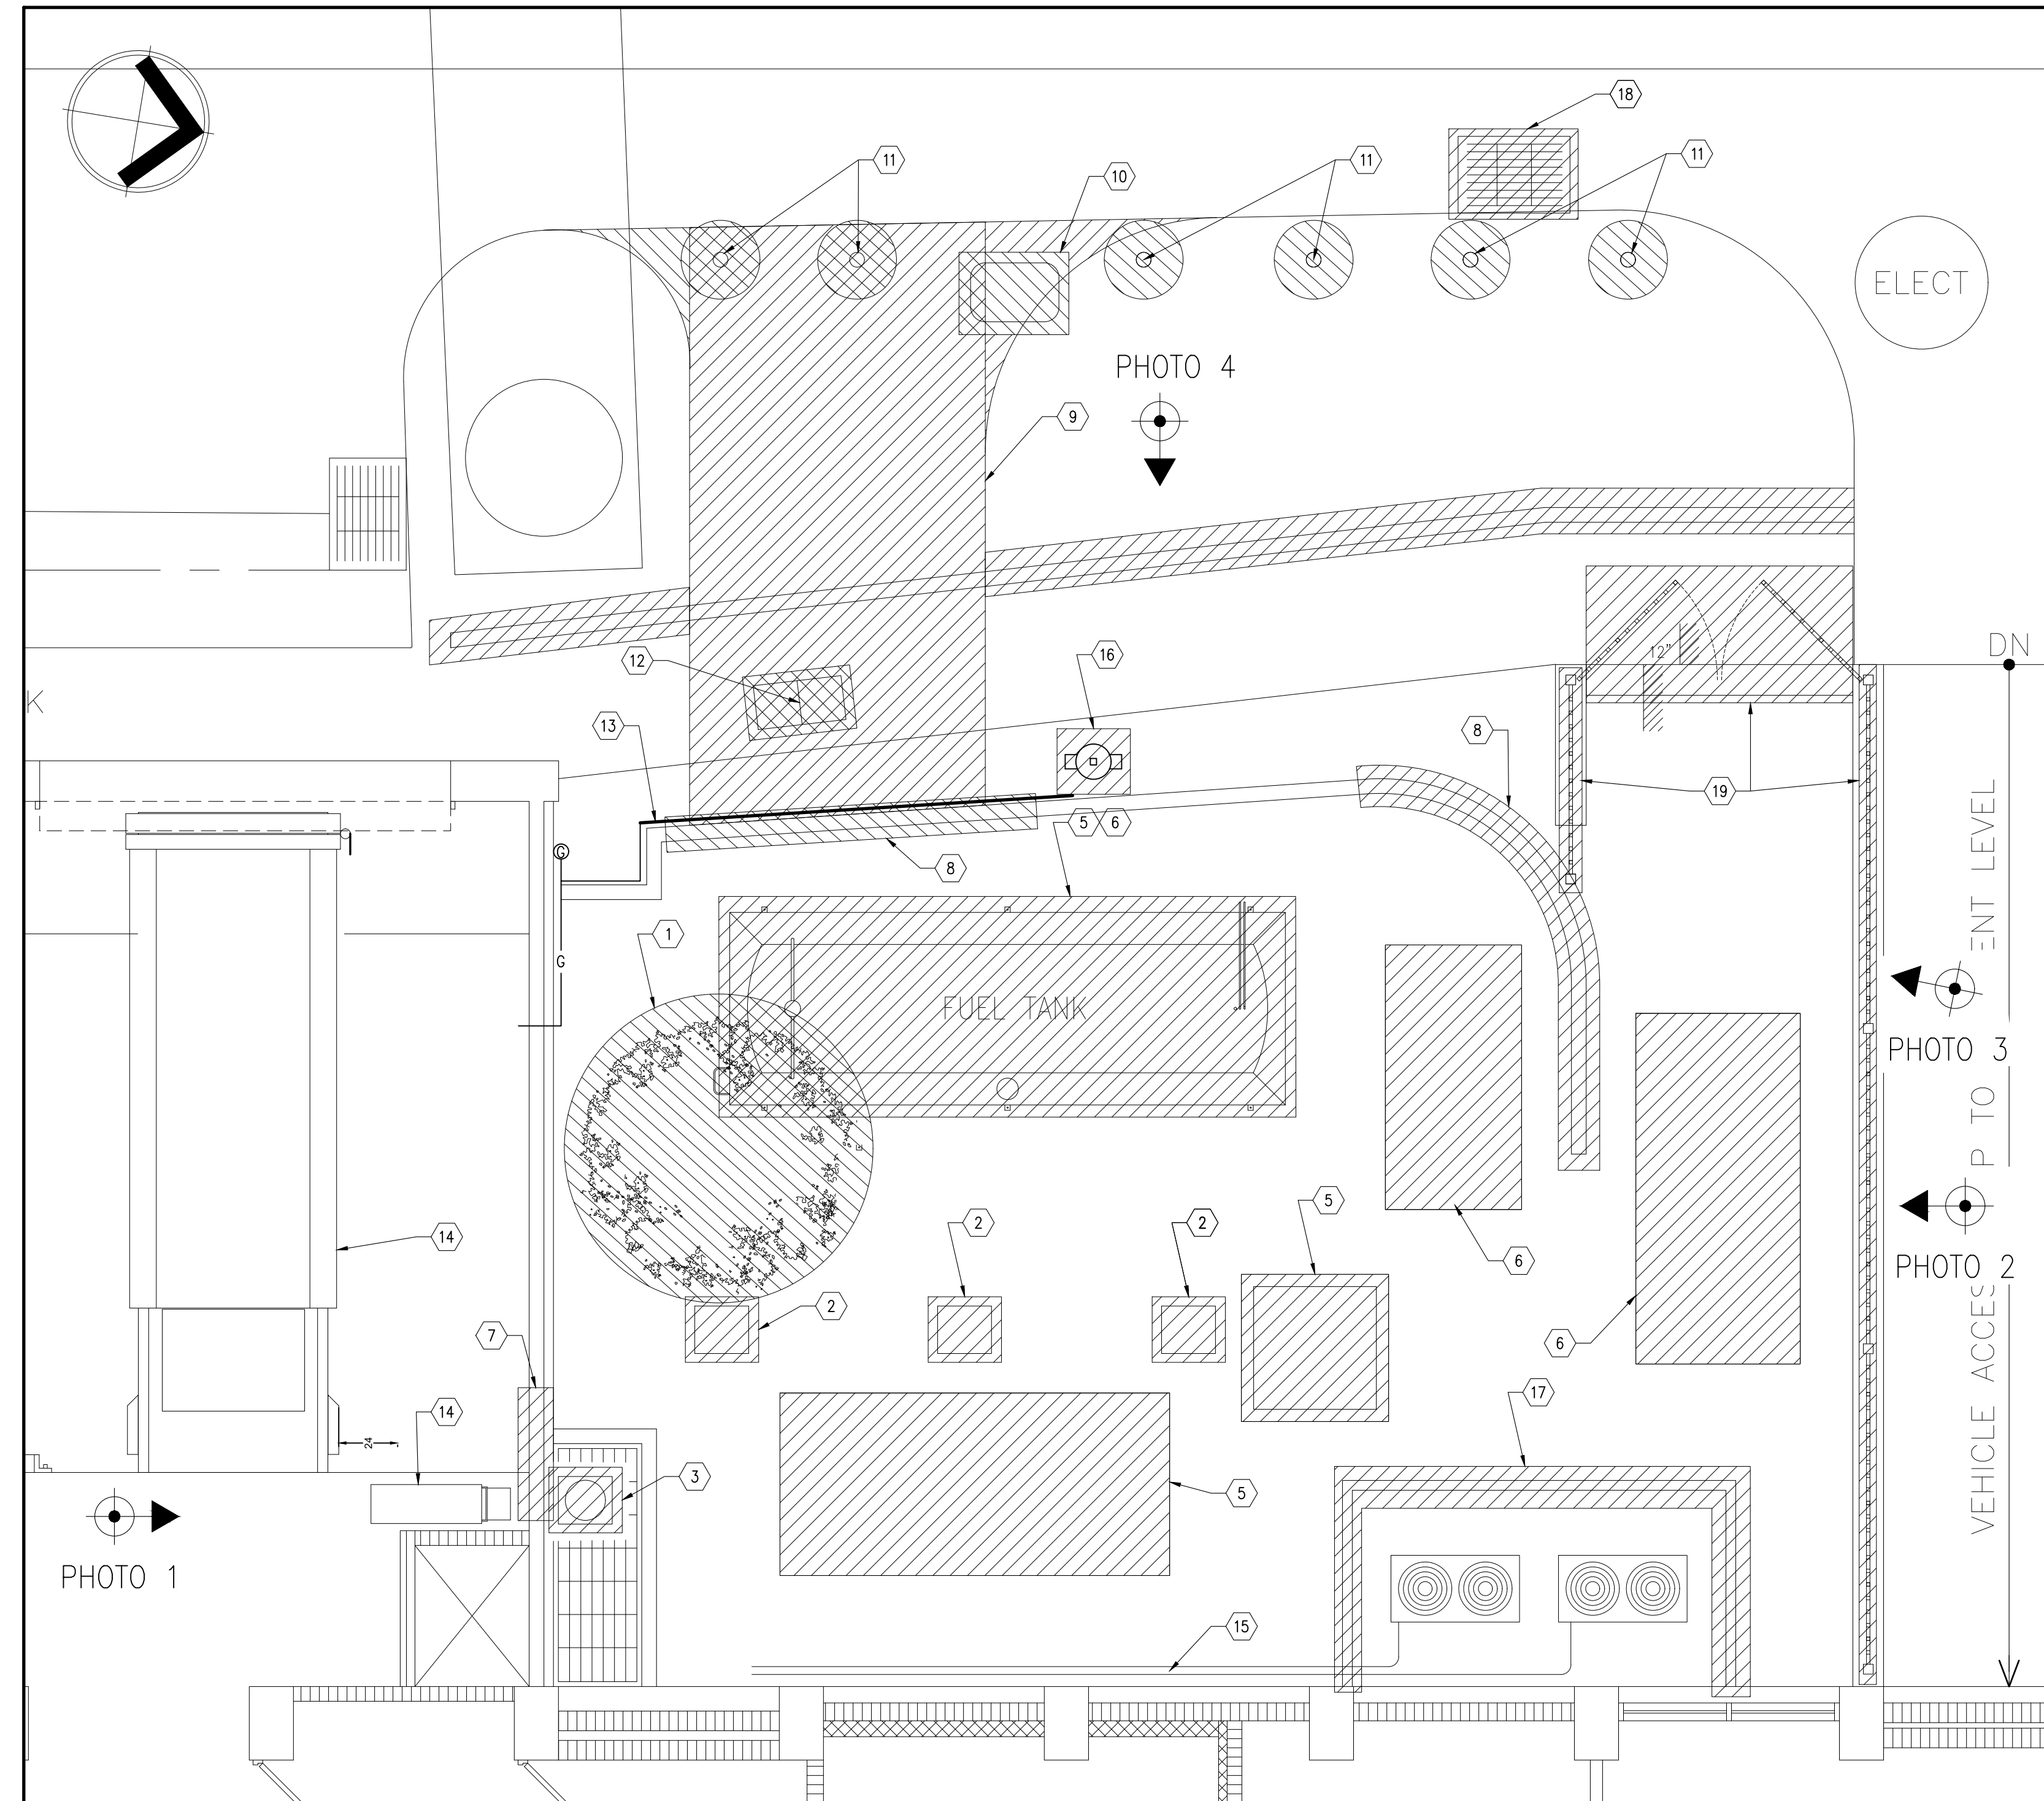 18
11
11
11
10
ELECT
PHOTO 4
9
12
16
12"
DN
K
13
8
19
5
6
G
8
1
G
FUEL TANK
ENT LEVEL
PHOTO 3
P TO
PHOTO 2
VEHICLE ACCES
14
2
2
5
6
2
7
6
17
14
24
3
5
PHOTO 1
15